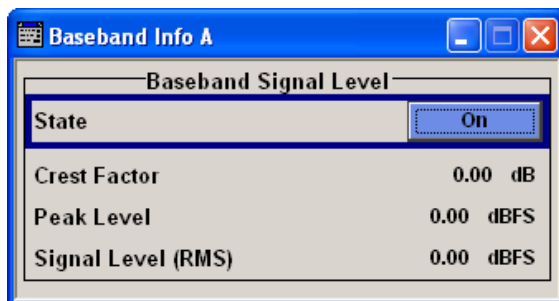 Baseband Info A
Baseband Signal Level
State On
Crest Factor 0.00 dB
Peak Level 0.00 dBFS
Signal Level (RMS) 0.00 dBFS